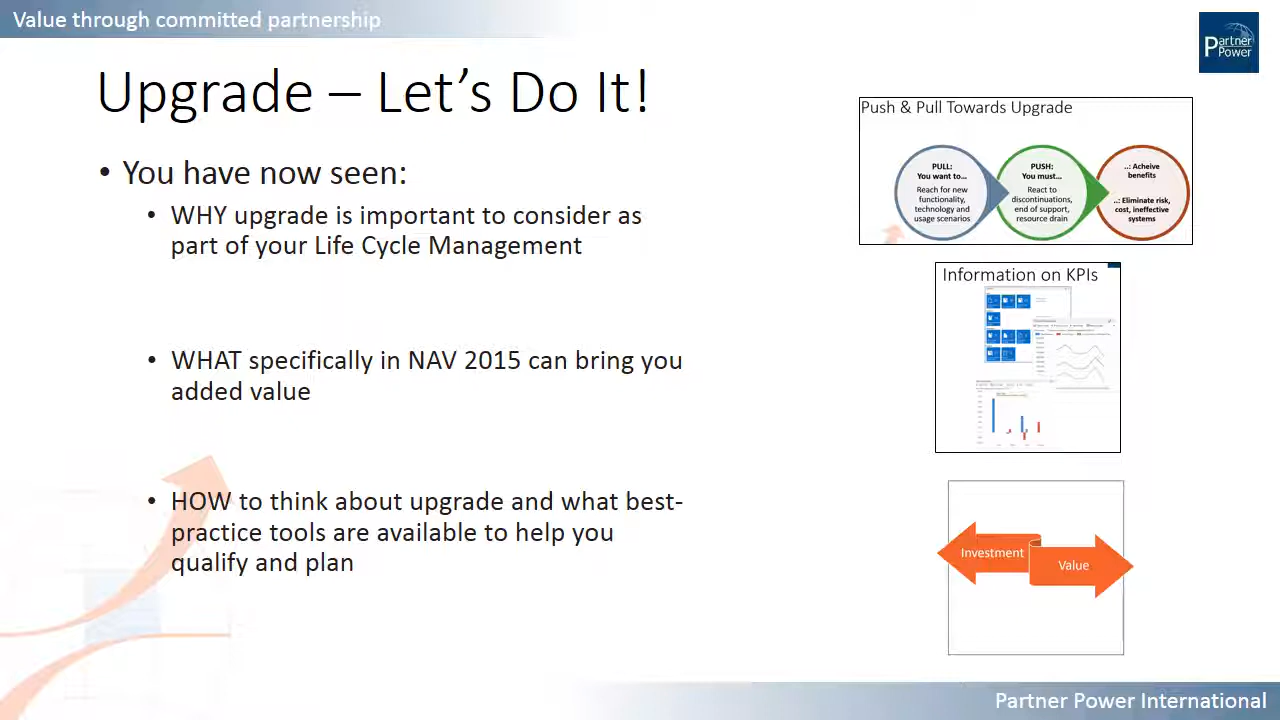 Value through committed partnership
Partner
Power
Upgrade – Let's Do It!
• You have now seen:
• WHY upgrade is important to consider as
part of your Life Cycle Management
• WHAT specifically in NAV 2015 can bring you
added value
• HOW to think about upgrade and what best-
practice tools are available to help you
qualify and plan
Push & Pull Towards Upgrade
PULL:
You want to...
Reach for new
functionality,
technology and
usage scenarios
PUSH:
You must...
React to
discontinuations,
end of support,
resource drain
..: Acheive
benefits
..: Eliminate risk,
cost, ineffective
systems
Information on KPIs
Investment
Value
Partner Power International